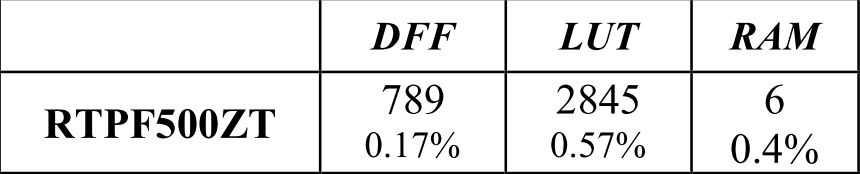 DFF LUT RAM
RTPF500ZT 789 2845 6
0.17% 0.57% 0.4%